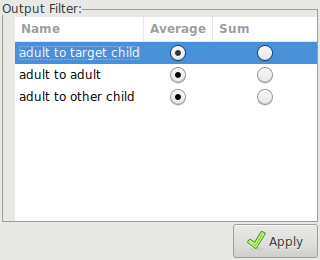 Output Filter:
Name Average Sum
adult to target child
adult to adult
adult to other child
Apply